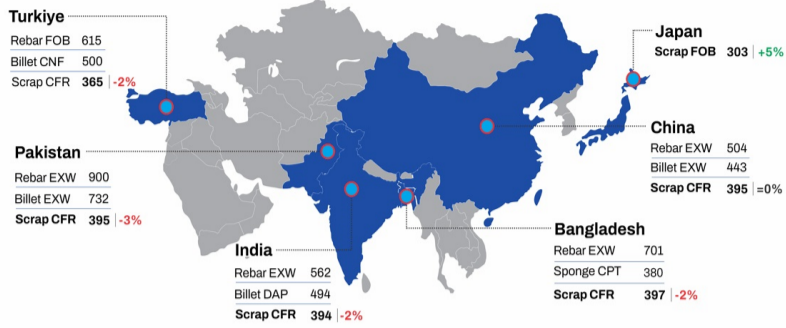 Turkiye
Rebar FOB 615
Billet CNF 500
Scrap CFR 365 -2%
Japan
Scrap FOB 303 +5%
Pakistan
Rebar EXW 900
Billet EXW 732
Scrap CFR 395 -3%
China
Rebar EXW 504
Billet EXW 443
Scrap CFR 395 =0%
India
Rebar EXW 562
Billet DAP 494
Scrap CFR 394 -2%
Bangladesh
Rebar EXW 701
Sponge CPT 380
Scrap CFR 397 -2%